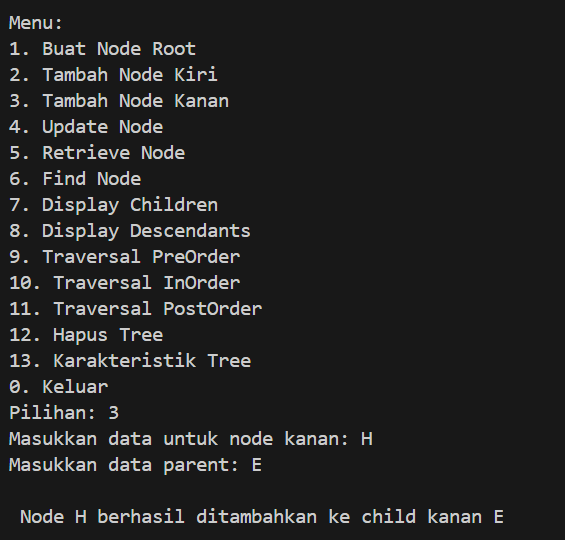 Menu:
1. Buat Node Root
2. Tambah Node Kiri
3. Tambah Node Kanan
4. Update Node
5. Retrieve Node
6. Find Node
7. Display Children
8. Display Descendants
9. Traversal PreOrder
10. Traversal InOrder
11. Traversal PostOrder
12. Hapus Tree
13. Karakteristik Tree
0. Keluar
Pilihan: 3
Masukkan data untuk node kanan: H
Masukkan data parent: E
Node H berhasil ditambahkan ke child kanan E